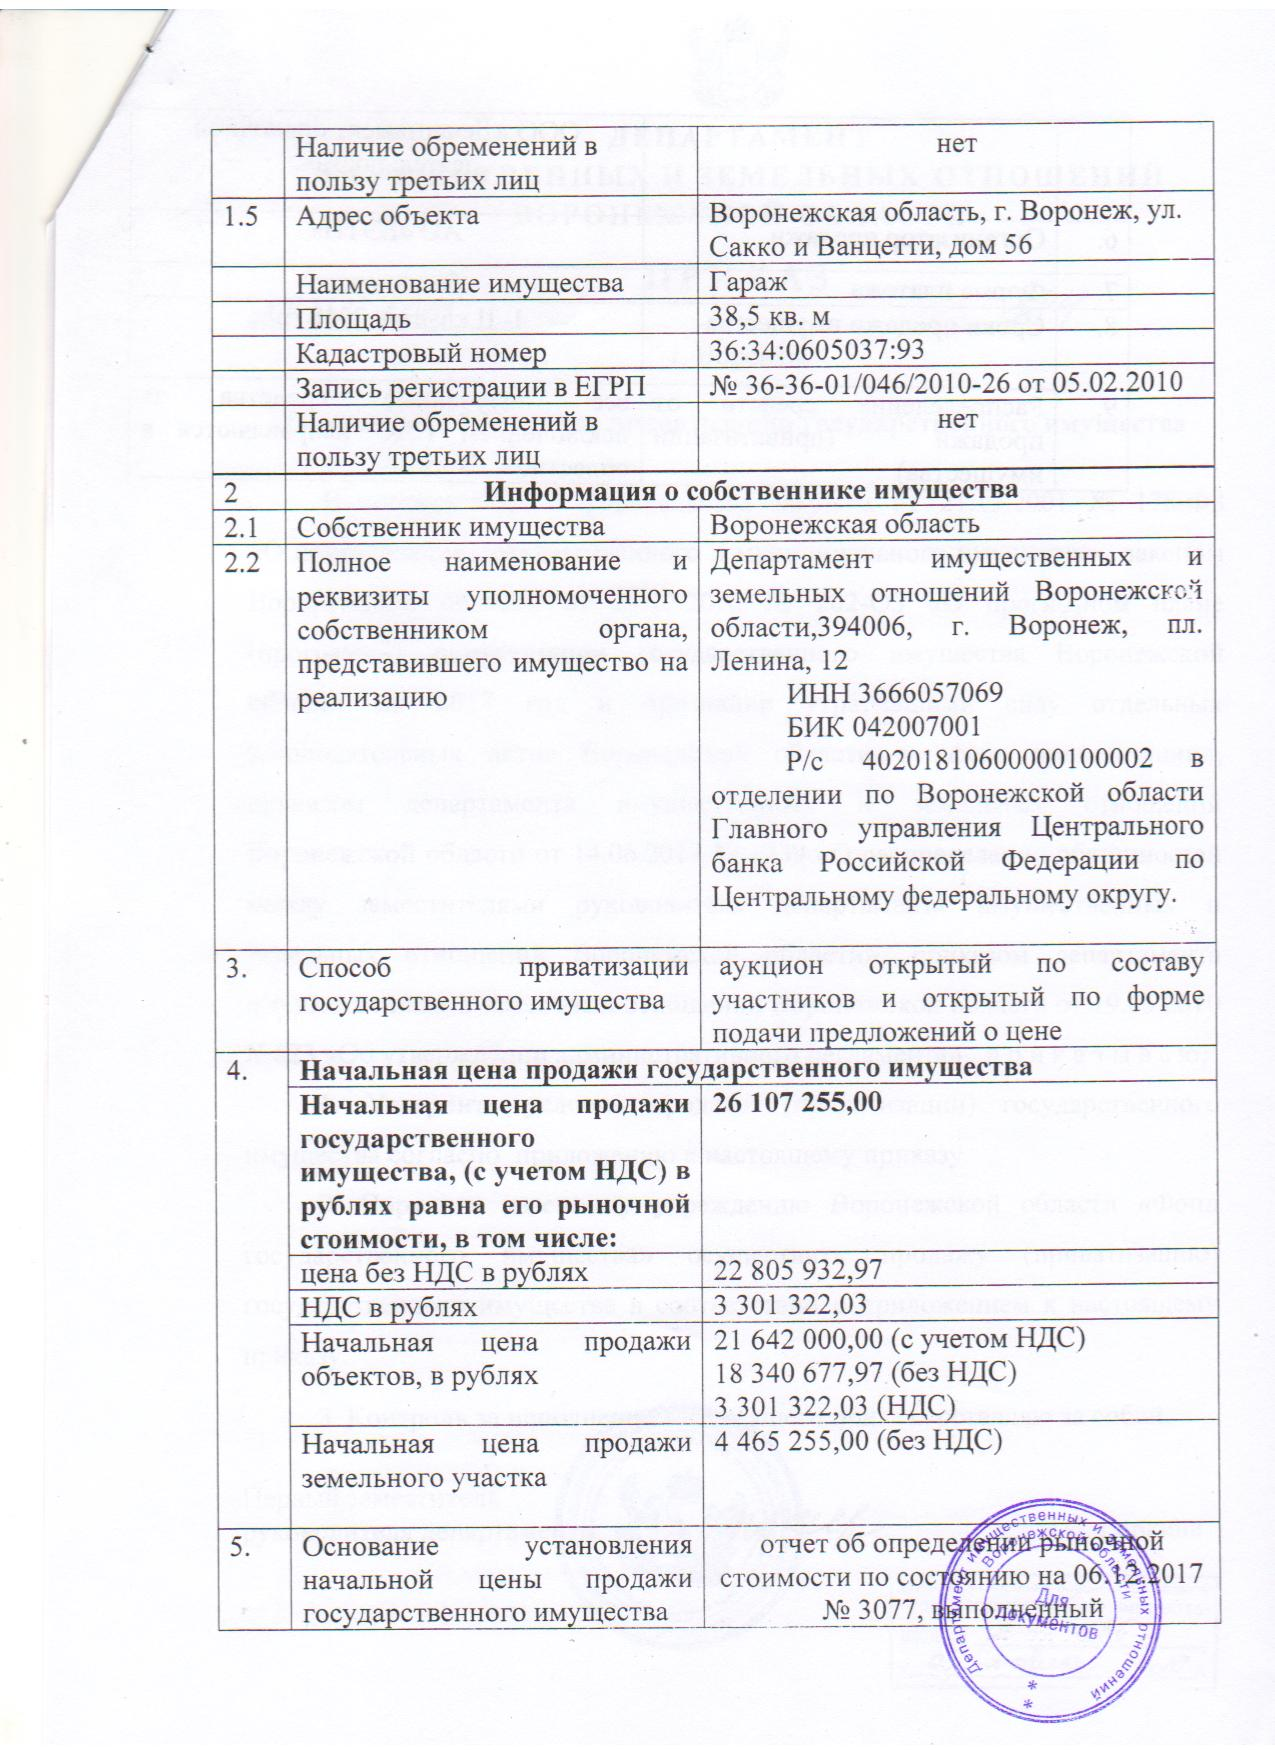 Наличие обременений в
пользу третьих лиц
нет
1.5 Адрес объекта
Воронежская область, г. Воронеж, ул.
Сакко и Ванцетти, дом 56
Наименование имущества Гараж
Площадь 38,5 кв. м
Кадастровый номер 36:34:0605037:93
Запись регистрации в ЕГРП № 36-36-01/046/2010-26 от 05.02.2010
Наличие обременений в
пользу третьих лиц
нет
2 Информация о собственнике имущества
2.1 Собственник имущества Воронежская область
2.2 Полное наименование и
реквизиты уполномоченного
собственником органа,
представившего имущество на
реализацию
Департамент имущественных и
земельных отношений Воронежской
области,394006, г. Воронеж, пл.
Ленина, 12
ИНН 3666057069
БИК 042007001
Р/с 40201810600000100002 в
отделении по Воронежской области
Главного управления Центрального
банка Российской Федерации по
Центральному федеральному округу.
3. Способ приватизации
государственного имущества
аукцион открытый по составу
участников и открытый по форме
подачи предложений о цене
4. Начальная цена продажи государственного имущества
Начальная цена продажи
государственного
имущества, (с учетом НДС) в
рублях равна его рыночной
стоимости, в том числе:
26 107 255,00
цена без НДС в рублях 22 805 932,97
НДС в рублях 3 301 322,03
Начальная цена продажи
объектов, в рублях
21 642 000,00 (с учетом НДС)
18 340 677,97 (без НДС)
3 301 322,03 (НДС)
Начальная цена продажи
земельного участка
4 465 255,00 (без НДС)
5. Основание установления
начальной цены продажи
государственного имущества
отчет об определении рыночной
стоимости по состоянию на 06.12.2017
№ 3077, выполненный
Департамент имущественных и земельных отношений
Воронежской области
Для
документов